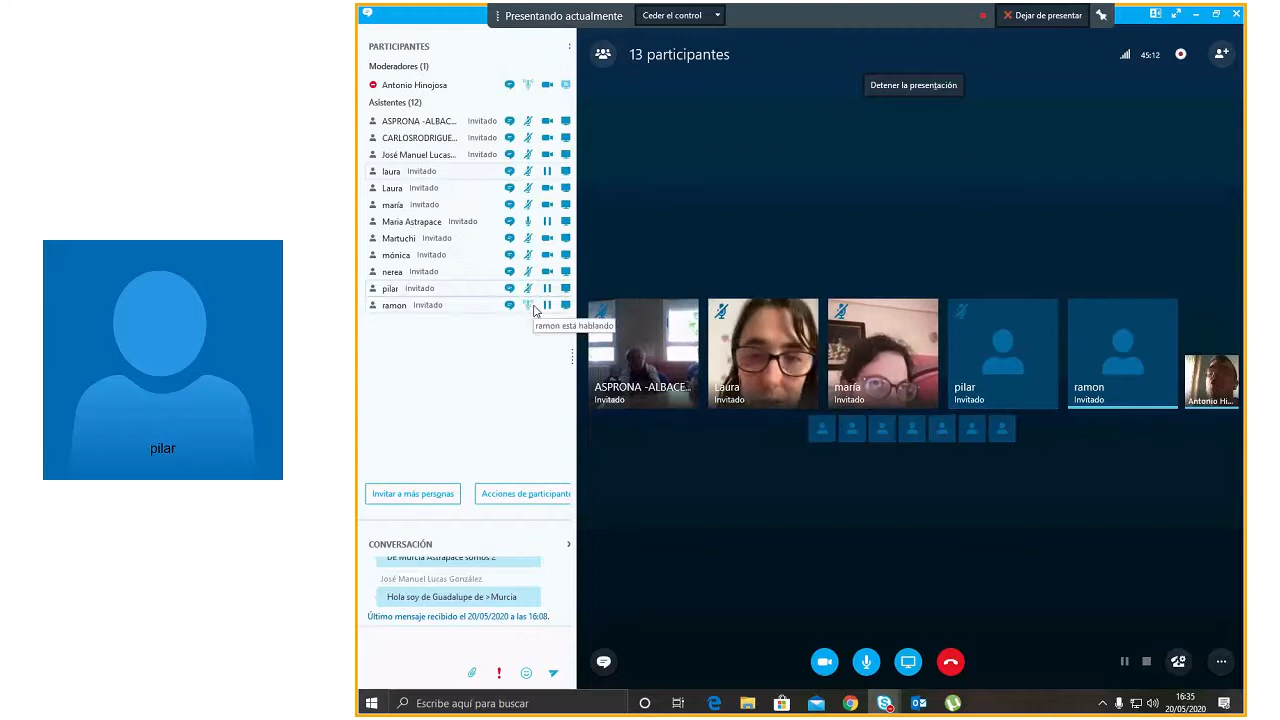 pilar
Presentando actualmente
Ceder el control
Dejar de presentar
PARTICIPANTES
Moderadores (1)
Antonio Hinojosa
Asistentes (12)
ASPRONA -ALBAC... Invitado
CARLOSRODRIGUE... Invitado
José Manuel Lucas... Invitado
laura Invitado
Laura Invitado
maría Invitado
Maria Astrapace Invitado
Martuchi Invitado
mónica Invitado
nerea Invitado
pilar Invitado
ramon Invitado
ramon está hablando
Invitar a más personas
Acciones de participante
CONVERSACIÓN
De Murcia Astrapace somos 2
José Manuel Lucas González
Hola soy de Guadalupe de >Murcia
Último mensaje recibido el 20/05/2020 a las 16:08.
13 participantes
45:12
Detener la presentación
ASPRONA -ALBACE...
Invitado
Laura
Invitado
maría
Invitado
pilar
Invitado
ramon
Invitado
Antonio Hi...
Escribe aquí para buscar
16:35
20/05/2020